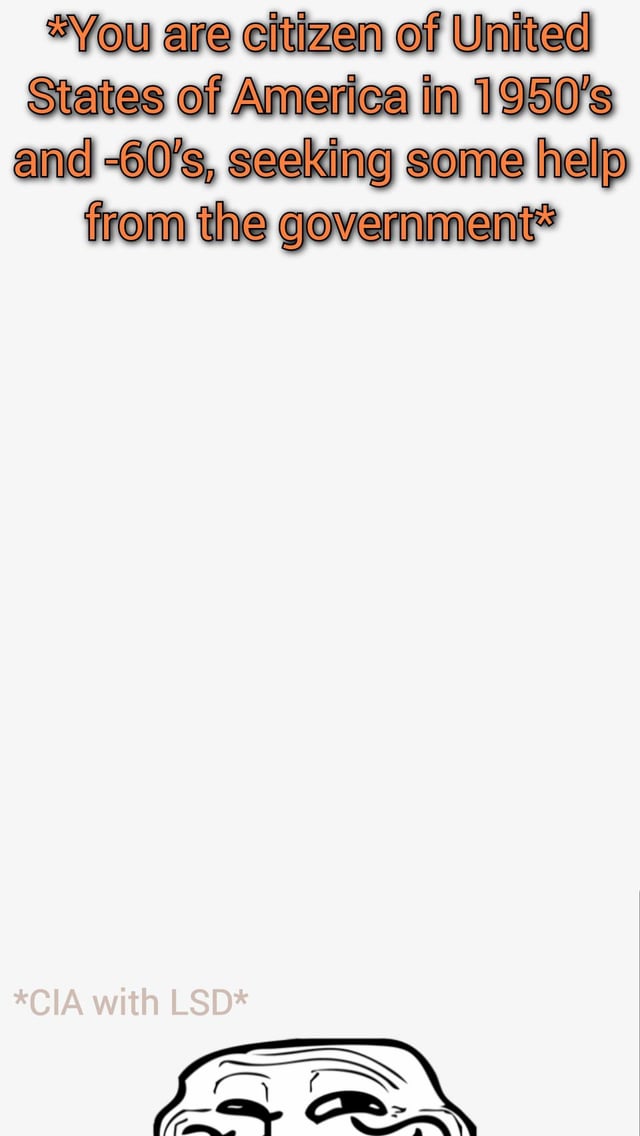 *You are citizen of United
States of America in 1950's
and -60's, seeking some help
from the government*
*CIA with LSD*